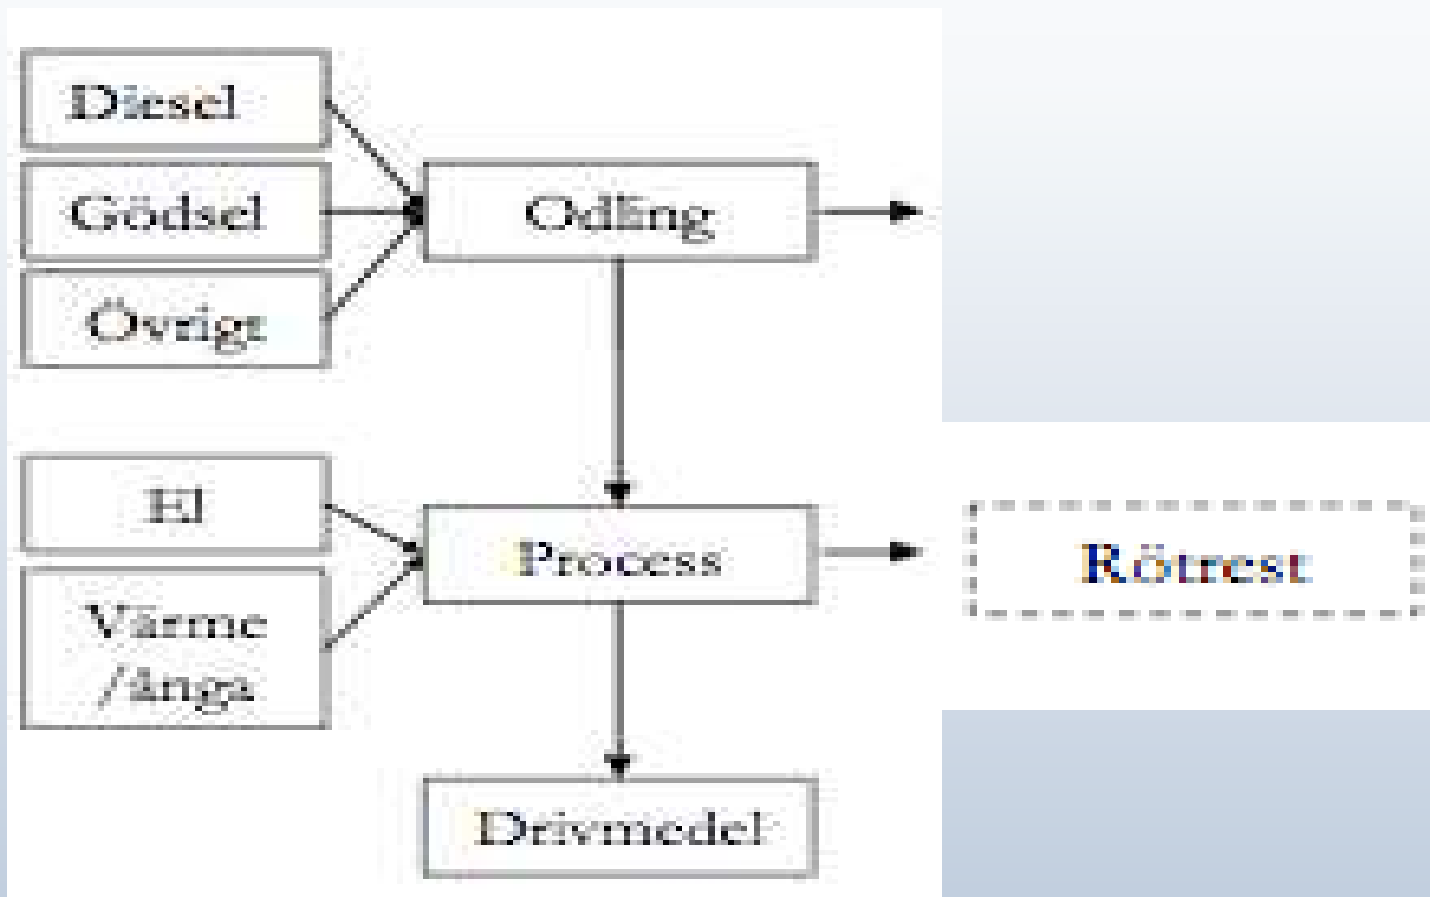 Diesel
Gödsel
Odling
Övrigt
El
Process
Rötrest
Värme
/ånga
Drivmedel